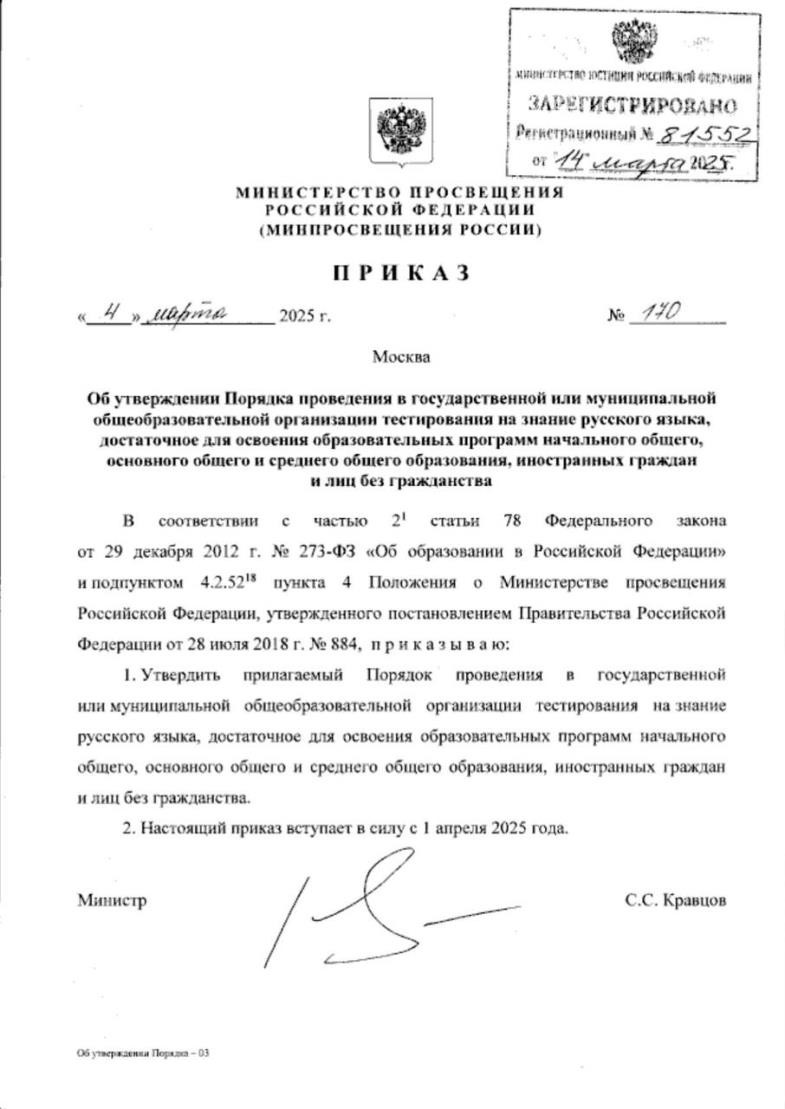 МИНИСТЕРСТВО ЮСТИЦИИ РОССИЙСКОЙ ФЕДЕРАЦИИ
ЗАРЕГИСТРИРОВАНО
Регистрационный № 81552
от "14" марта 2025г.
МИНИСТЕРСТВО ПРОСВЕЩЕНИЯ
РОССИЙСКОЙ ФЕДЕРАЦИИ
(МИНПРОСВЕЩЕНИЯ РОССИИ)
ПРИКАЗ
«4» марта 2025 г. № 170
Москва
Об утверждении Порядка проведения в государственной или муниципальной
общеобразовательной организации тестирования на знание русского языка,
достаточное для освоения образовательных программ начального общего,
основного общего и среднего общего образования, иностранных граждан
и лиц без гражданства
В соответствии с частью 2¹ статьи 78 Федерального закона
от 29 декабря 2012 г. № 273-ФЗ «Об образовании в Российской Федерации»
и подпунктом 4.2.52¹⁸ пункта 4 Положения о Министерстве просвещения
Российской Федерации, утвержденного постановлением Правительства Российской
Федерации от 28 июля 2018 г. № 884, п р и к а з ы в а ю:
1. Утвердить прилагаемый Порядок проведения в государственной
или муниципальной общеобразовательной организации тестирования на знание
русского языка, достаточное для освоения образовательных программ начального
общего, основного общего и среднего общего образования, иностранных граждан
и лиц без гражданства.
2. Настоящий приказ вступает в силу с 1 апреля 2025 года.
Министр С.С. Кравцов
Об утверждении Порядка – 03